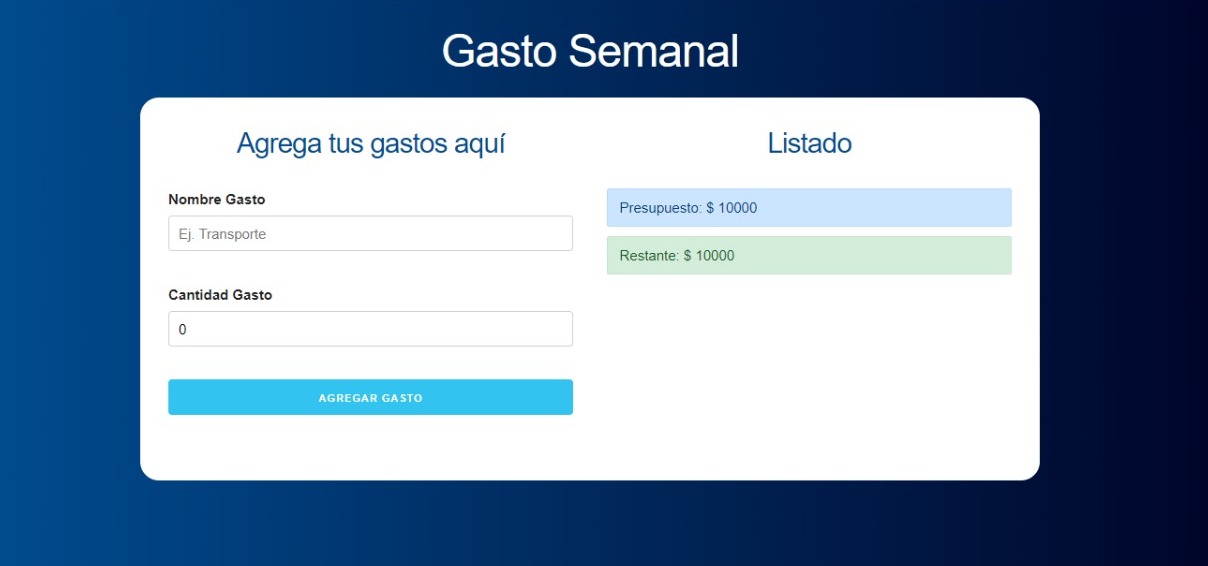 Gasto Semanal
Agrega tus gastos aquí
Nombre Gasto
Ej. Transporte
Cantidad Gasto
0
AGREGAR GASTO
Listado
Presupuesto: $ 10000
Restante: $ 10000